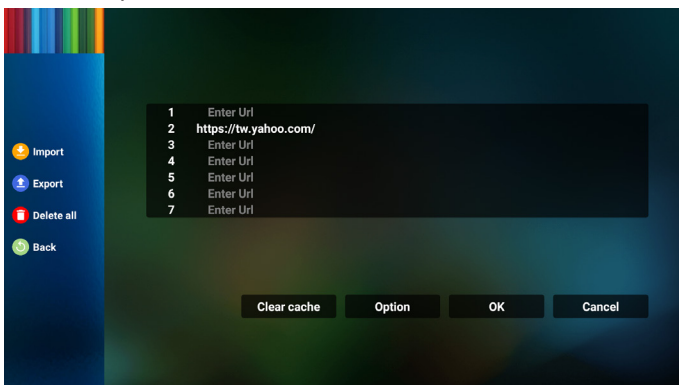 Import
Export
Delete all
Back
1 Enter Url
2 https://tw.yahoo.com/
3 Enter Url
4 Enter Url
5 Enter Url
6 Enter Url
7 Enter Url
Clear cache Option OK Cancel